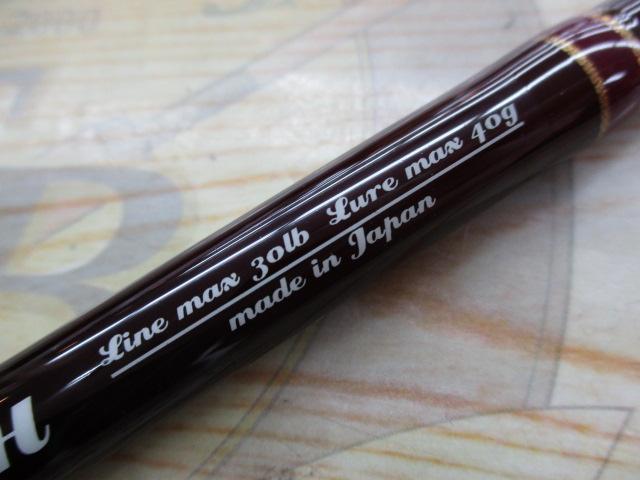 Line max 30lb Lure max 40g
made in Japan
H